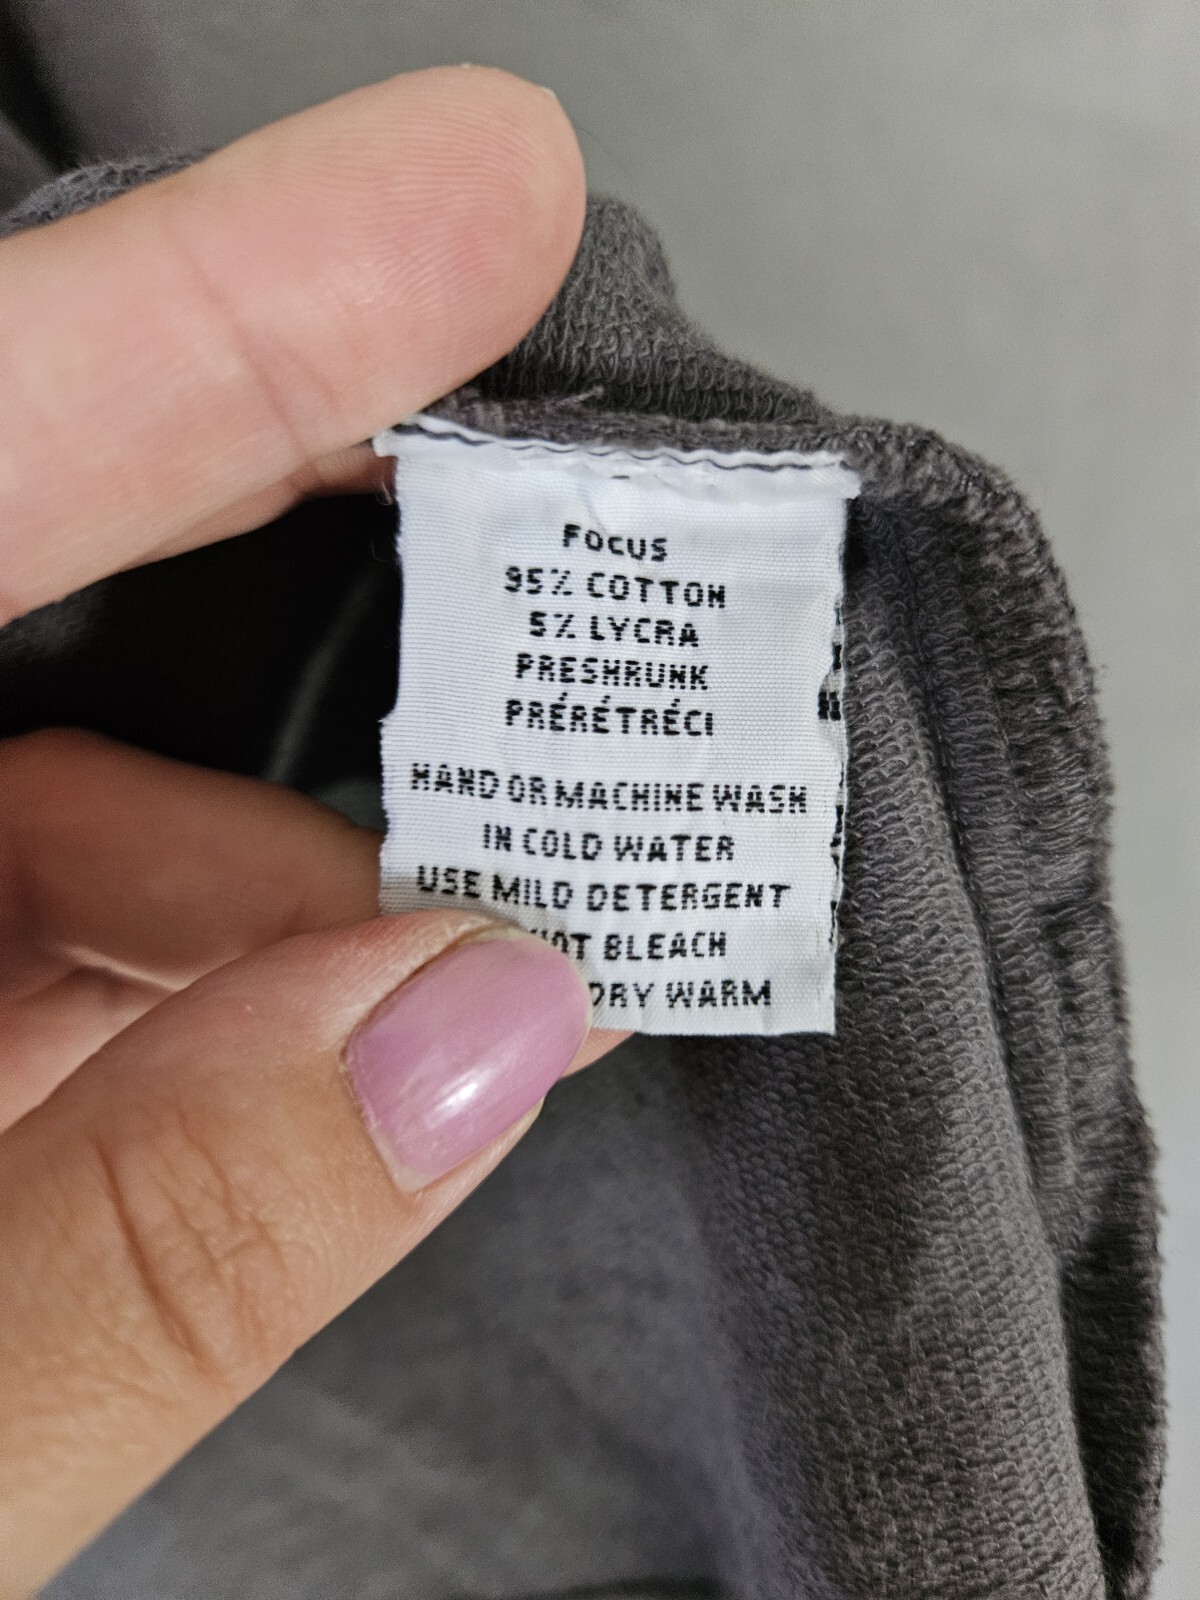 FOCUS
95% COTTON
5% LYCRA
PRESHRUNK
PRÉRÉTRÉCI
HAND OR MACHINE WASH
IN COLD WATER
USE MILD DETERGENT
BLEACH
DRY WARM